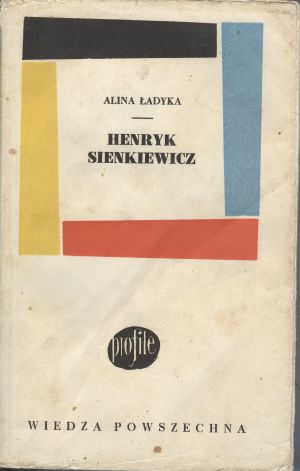 ALINA ŁADYKA
HENRYK
SIENKIEWICZ
profile
WIEDZA POWSZECHNA